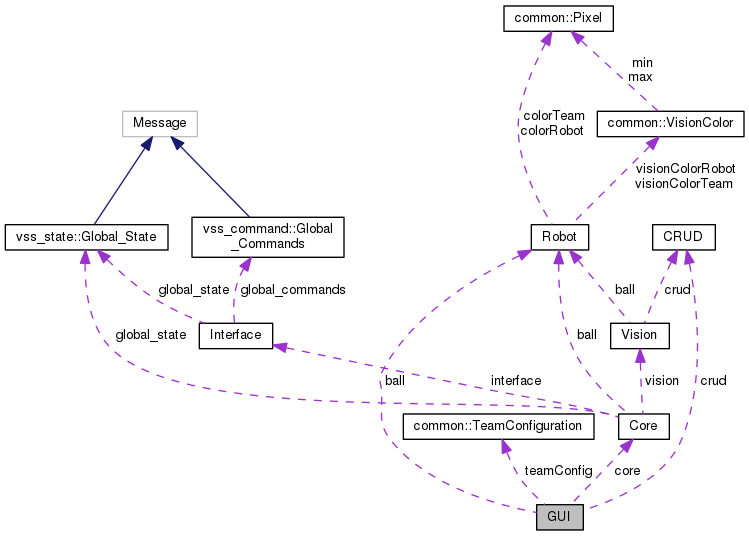 common::Pixel
min
max
colorTeam
colorRobot
Message
common::VisionColor
visionColorRobot
visionColorTeam
vss_state::Global_State
vss_command::Global
_Commands
Robot
CRUD
global_state
global_commands
ball
crud
global_state
Interface
ball
Vision
ball
interface
vision
crud
common::TeamConfiguration
Core
teamConfig
core
GUI